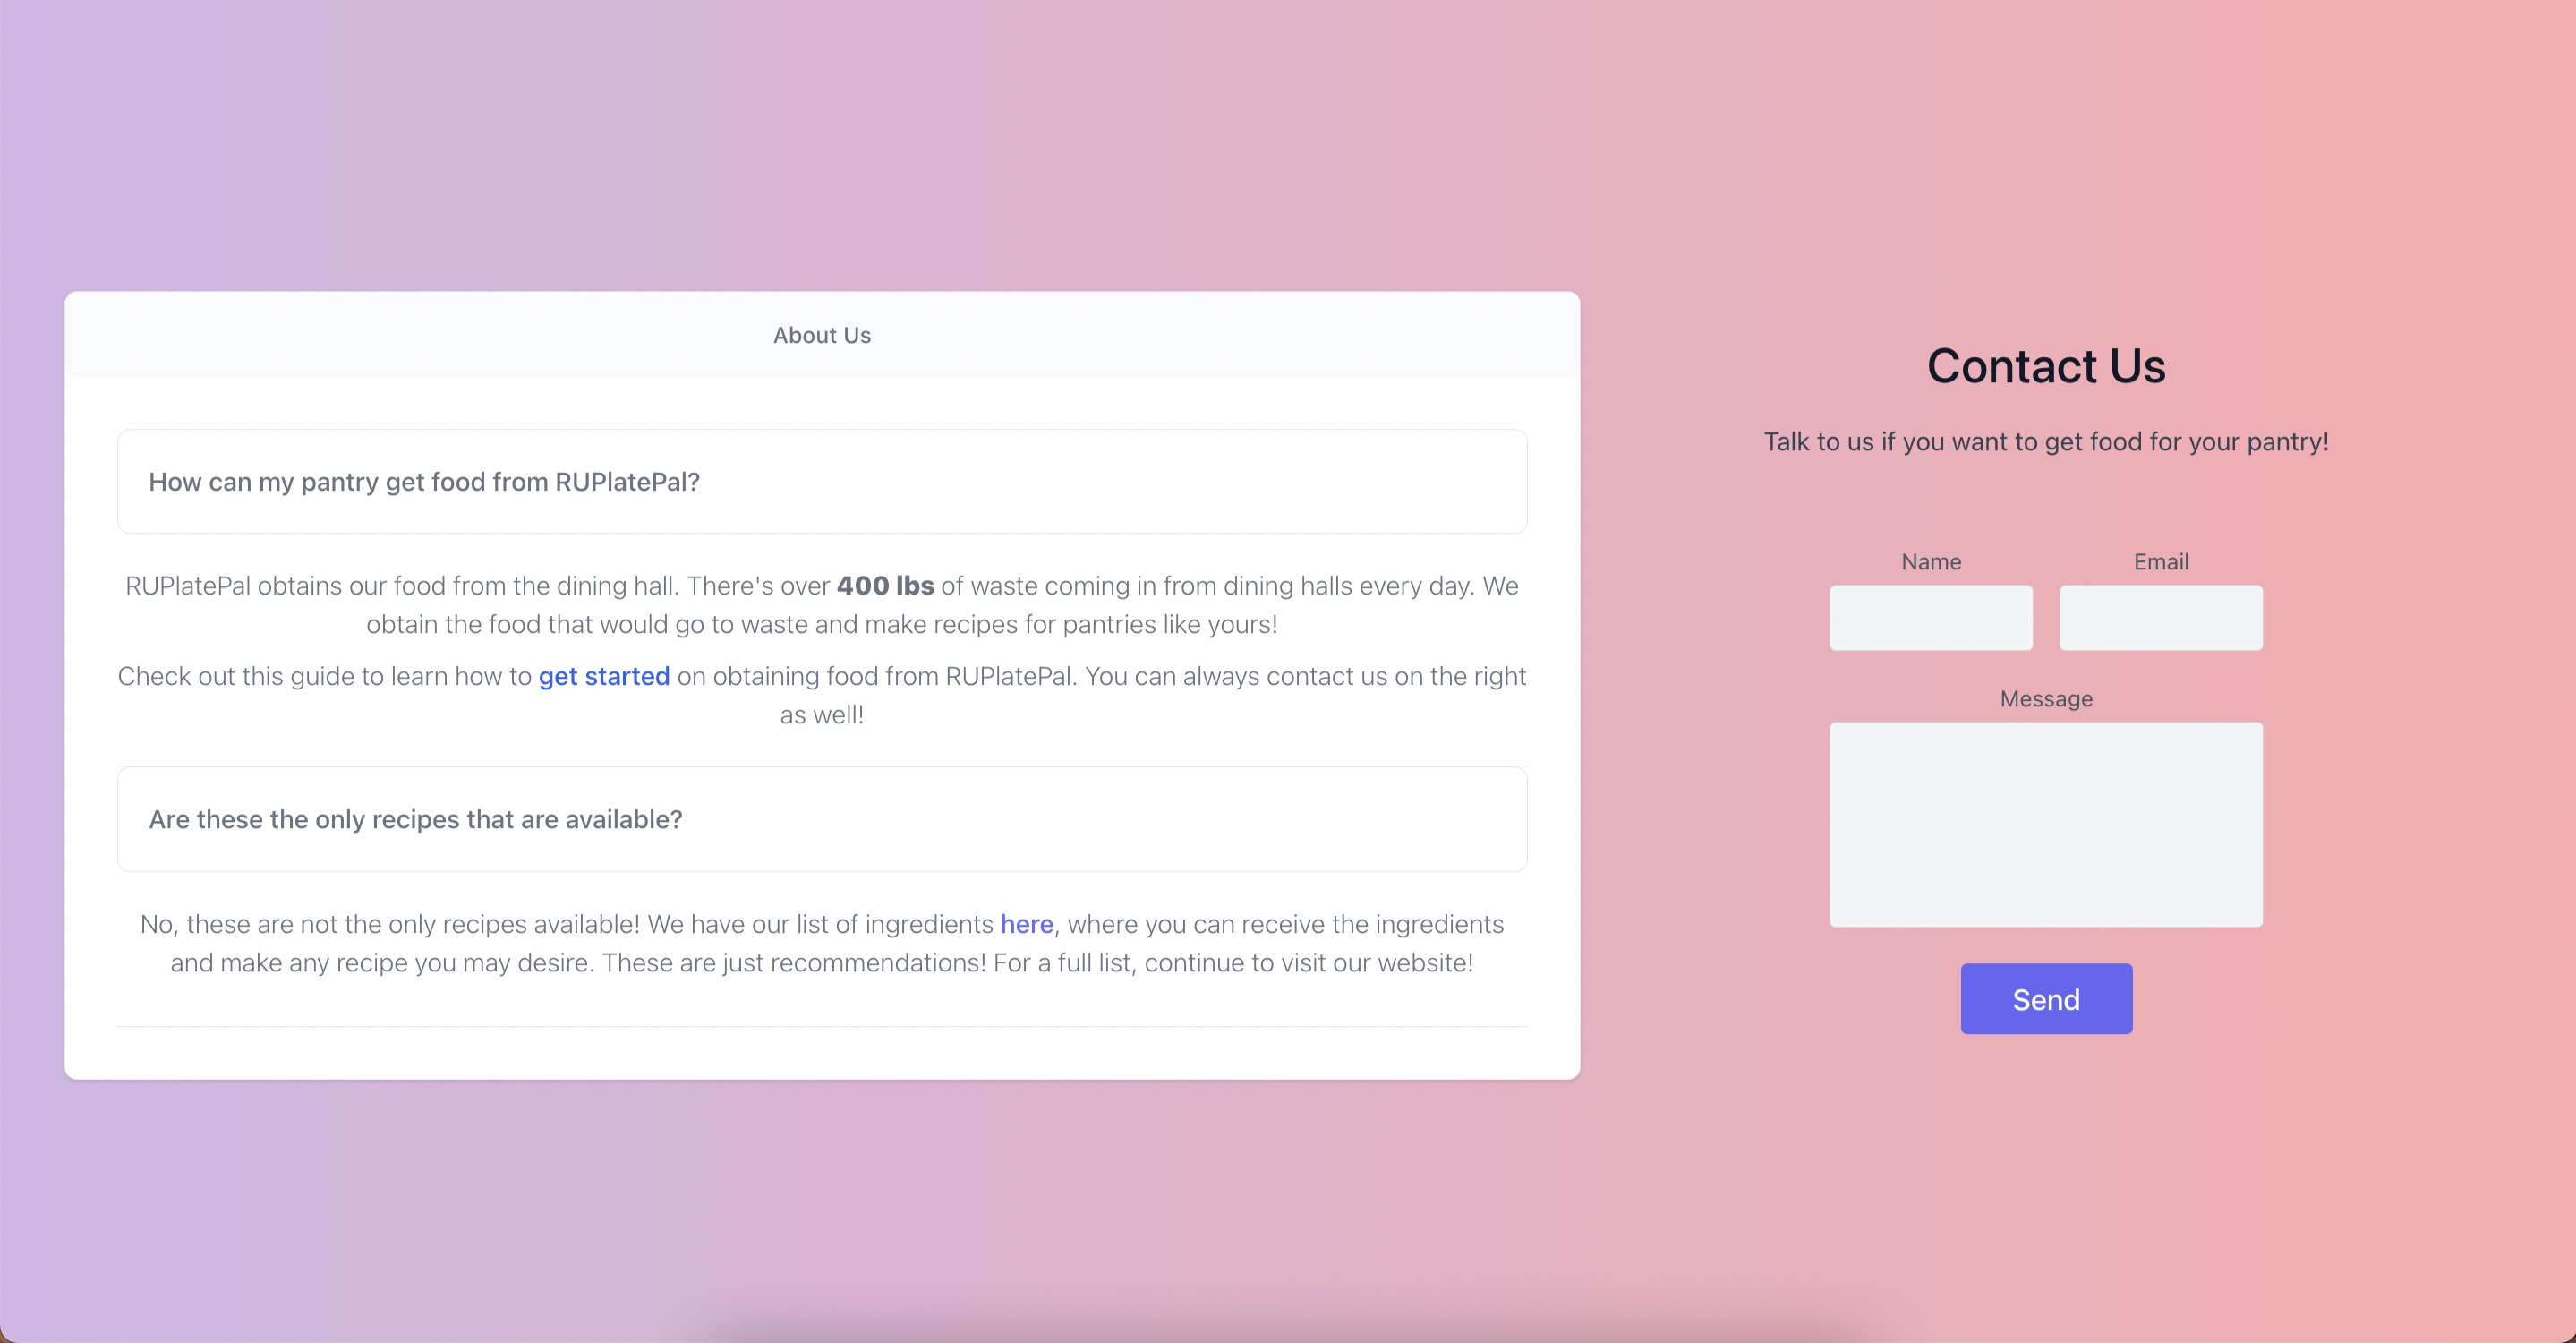 About Us
How can my pantry get food from RUPlatePal?
RUPlatePal obtains our food from the dining hall. There's over 400 lbs of waste coming in from dining halls every day. We
obtain the food that would go to waste and make recipes for pantries like yours!
Check out this guide to learn how to get started on obtaining food from RUPlatePal. You can always contact us on the right
as well!
Are these the only recipes that are available?
No, these are not the only recipes available! We have our list of ingredients here, where you can receive the ingredients
and make any recipe you may desire. These are just recommendations! For a full list, continue to visit our website!
Contact Us
Talk to us if you want to get food for your pantry!
Name
Email
Message
Send